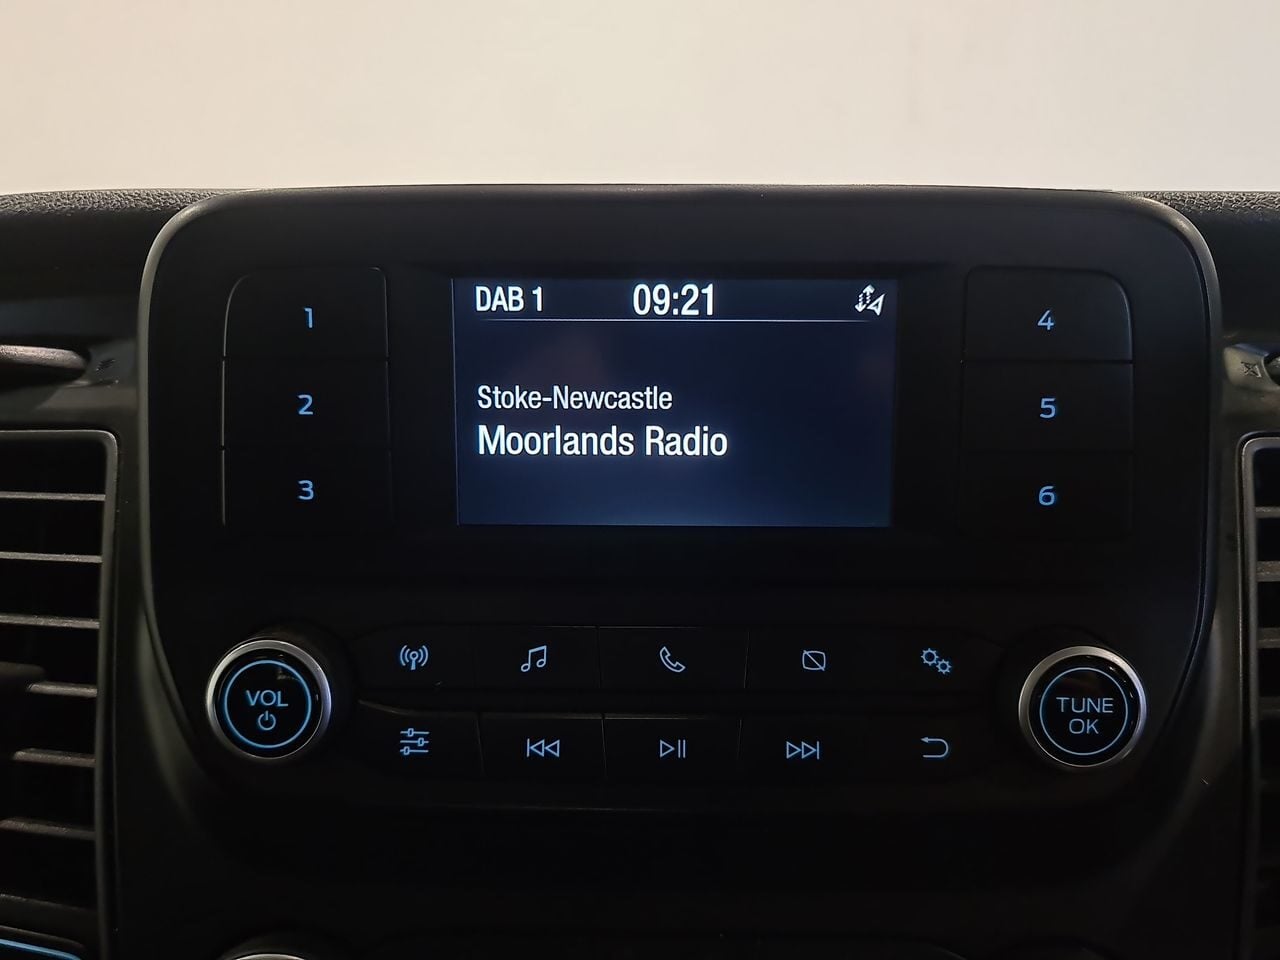 DAB 1 09:21
Stoke-Newcastle
Moorlands Radio
1
2
3
4
5
6
VOL
TUNE
OK